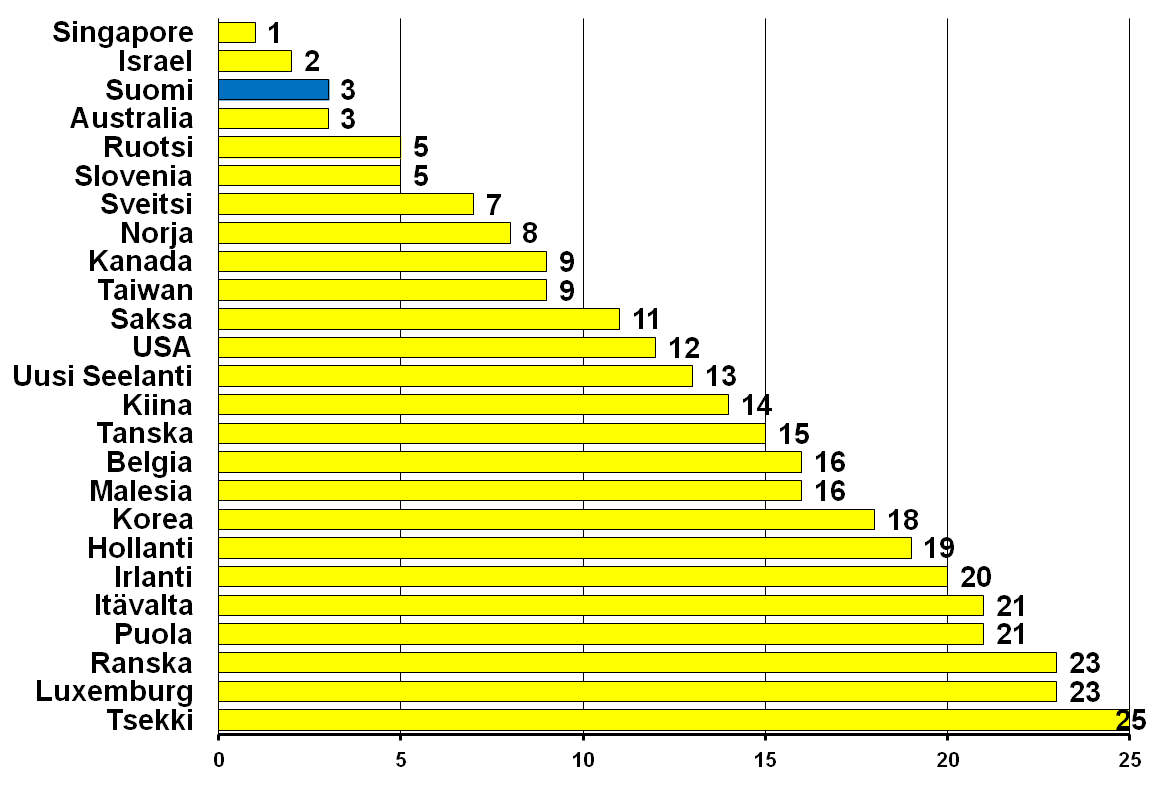 Singapore 1
Israel 2
Suomi 3
Australia 3
Ruotsi 5
Slovenia 5
Sveitsi 7
Norja 8
Kanada 9
Taiwan 9
Saksa 11
USA 12
Uusi Seelanti 13
Kiina 14
Tanska 15
Belgia 16
Malesia 16
Korea 18
Hollanti 19
Irlanti 20
Itävalta 21
Puola 21
Ranska 23
Luxemburg 23
Tsekki 25
0 5 10 15 20 25